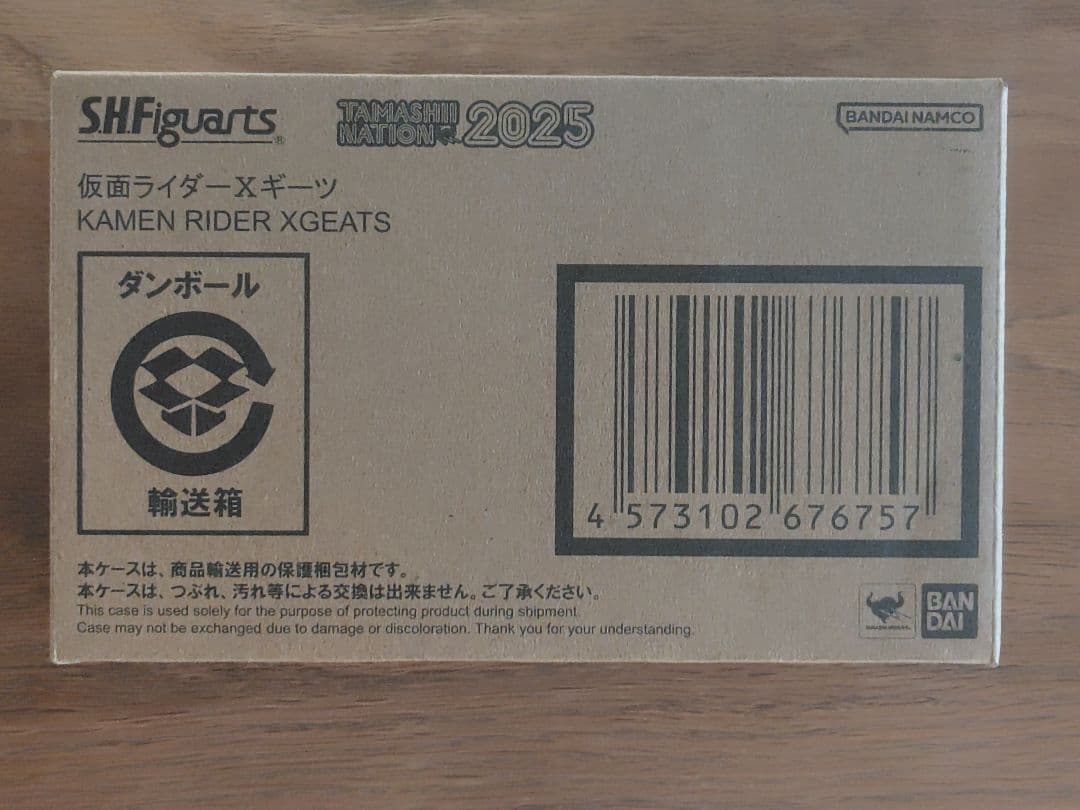 S.H.Figuarts®
TAMASHII
NATION 2025
BANDAI NAMCO
仮面ライダーXギーツ
KAMEN RIDER XGEATS
ダンボール
輸送箱
4 573102 676757
本ケースは、商品輸送用の保護梱包材です。
本ケースは、つぶれ、汚れ等による交換は出来ません。ご了承ください。
This case is used solely for the purpose of protecting product during shipment.
Case may not be exchanged due to damage or discoloration. Thank you for your understanding.
BAN
DAI